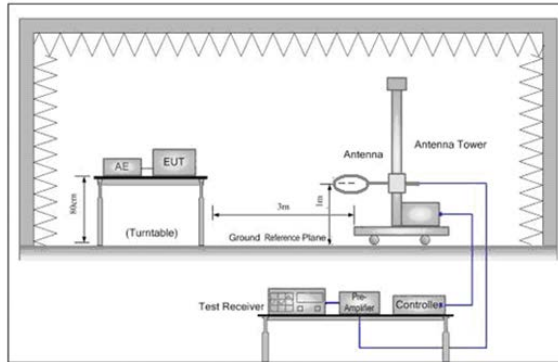 AE
EUT
Antenna
Antenna Tower
80cm
(Turntable)
3m
1m
Ground Reference Plane
Test Receiver
Pre-
Amplifier
Controller